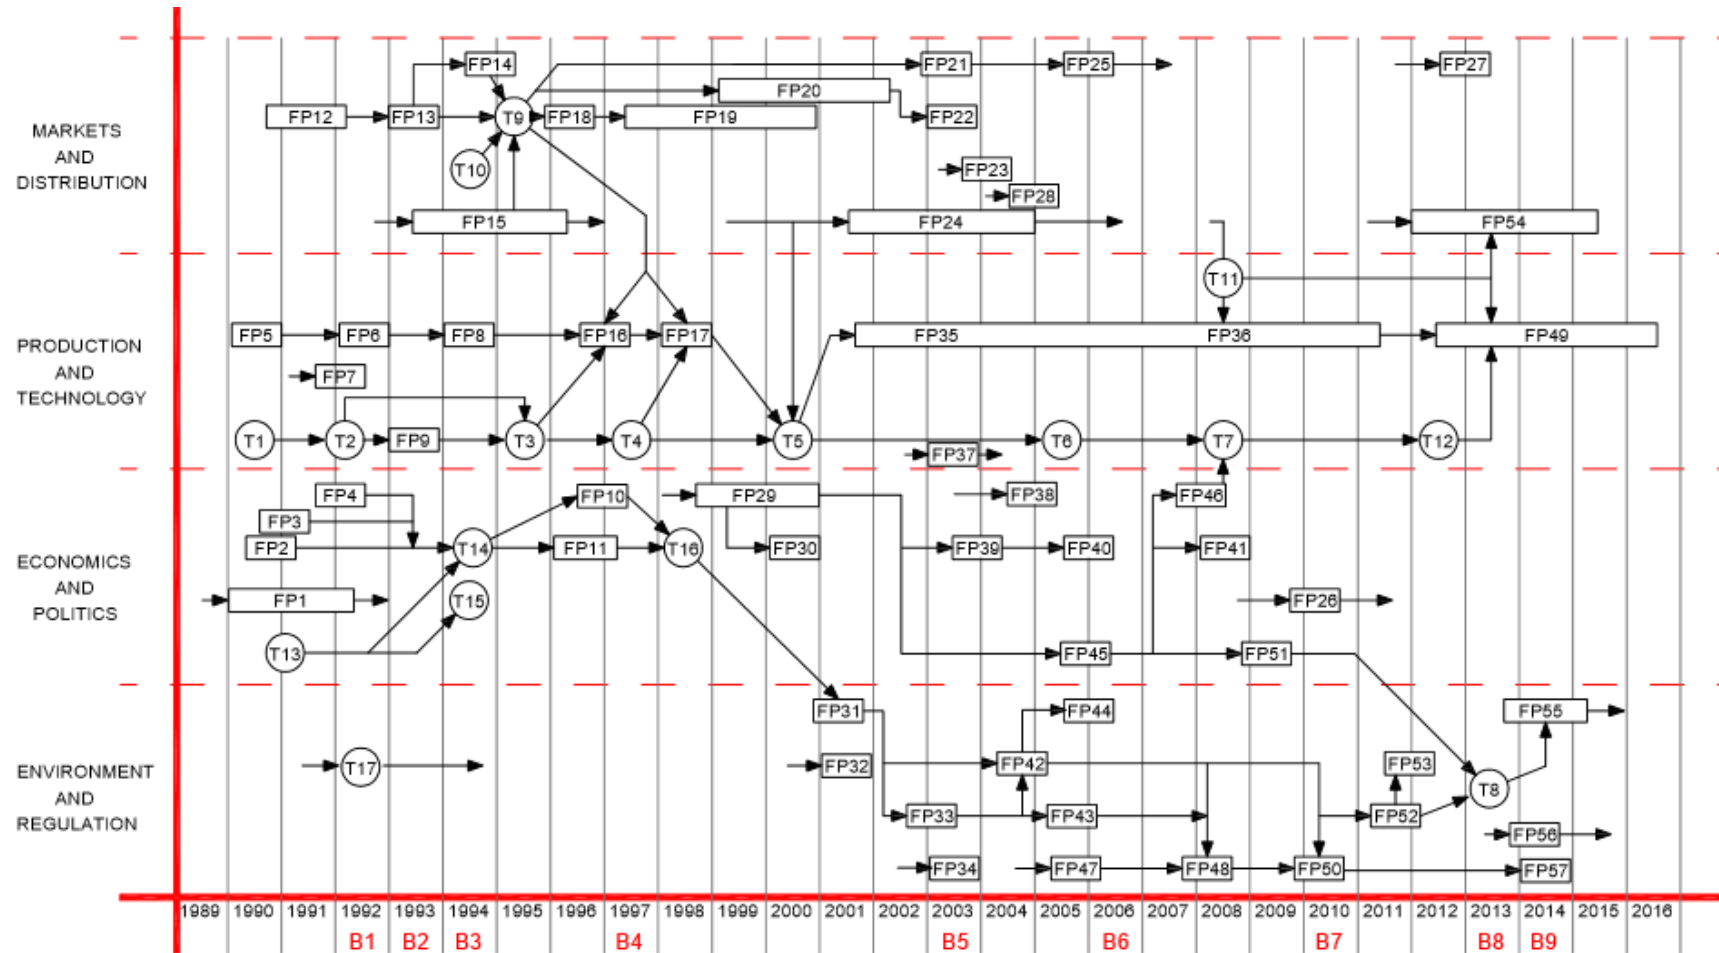 FP14
FP21
FP25
FP27
FP20
FP12
FP13
T9
FP18
FP19
FP22
MARKETS
AND
DISTRIBUTION
T10
FP23
FP28
FP15
FP24
FP54
T11
FP5
FP6
FP8
FP16
FP17
FP35
FP36
FP49
PRODUCTION
AND
TECHNOLOGY
FP7
T1
T2
FP9
T3
T4
T5
T6
T7
T12
FP37
FP4
FP10
FP29
FP38
FP46
FP3
FP2
T14
FP11
T16
FP30
FP39
FP40
FP41
ECONOMICS
AND
POLITICS
FP1
T15
FP26
T13
FP45
FP51
FP31
FP44
FP55
ENVIRONMENT
AND
REGULATION
T17
FP32
FP42
FP53
T8
FP33
FP43
FP52
FP56
FP34
FP47
FP48
FP50
FP57
1989 1990 1991 1992 1993 1994 1995 1996 1997 1998 1999 2000 2001 2002 2003 2004 2005 2006 2007 2008 2009 2010 2011 2012 2013 2014 2015 2016
B1 B2 B3 B4 B5 B6 B7 B8 B9